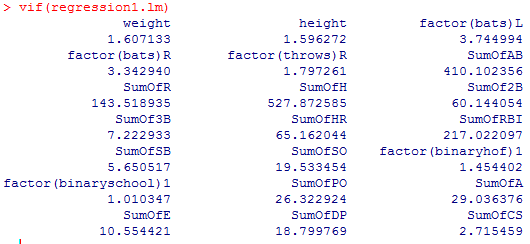 > vif(regression1.lm)
weight height factor(bats)L
1.607133 1.596272 3.744994
factor(bats)R factor(throws)R SumOfAB
3.342940 1.797261 410.102356
SumOfR SumOfH SumOf2B
143.518935 527.872585 60.144054
SumOf3B SumOfHR SumOfRBI
7.222933 65.162044 217.022097
SumOfSB SumOfSO factor(binaryhof)1
5.650517 19.533454 1.454402
factor(binaryschool)1 SumOfPO SumOfA
1.010347 26.322924 29.036376
SumOfE SumOfDP SumOfCS
10.554421 18.799769 2.715459